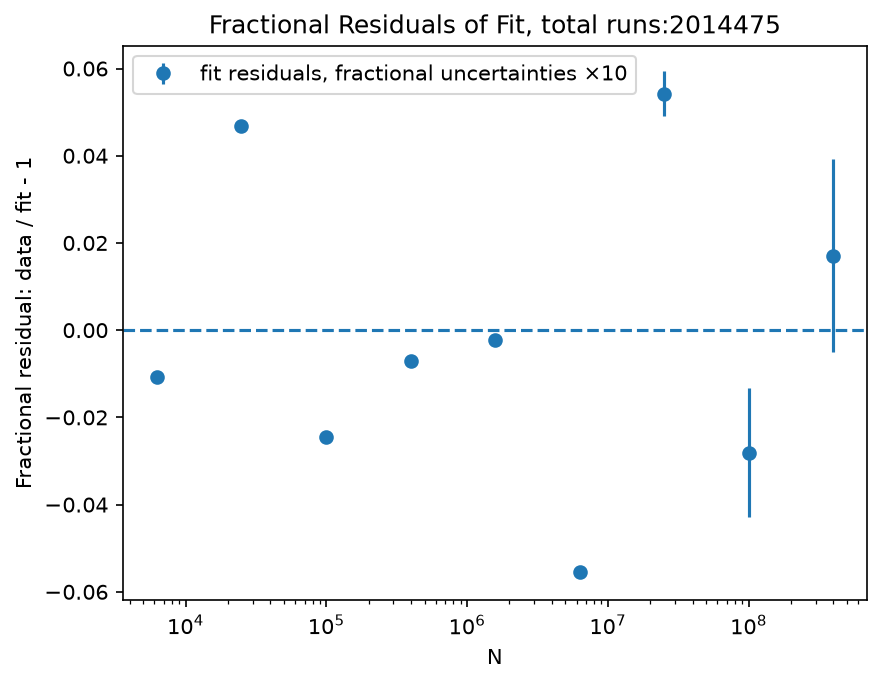 Fractional Residuals of Fit, total runs:2014475
fit residuals, fractional uncertainties ×10
Fractional residual: data / fit - 1
0.06
0.04
0.02
0.00
−0.02
−0.04
−0.06
10⁴ 10⁵ 10⁶ 10⁷ 10⁸
N